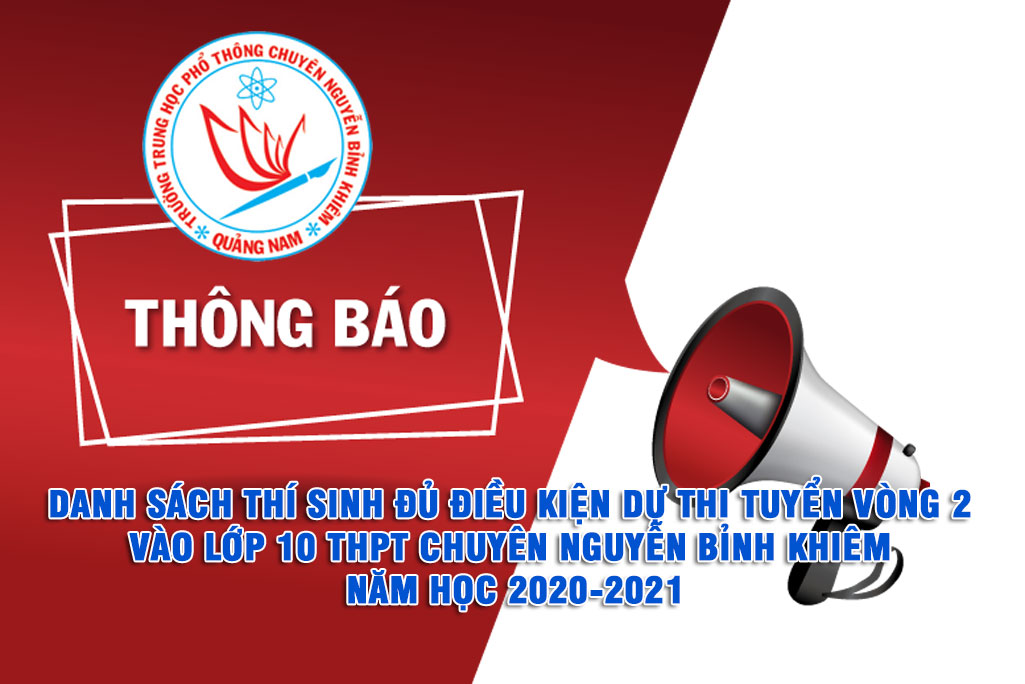 TRƯỜNG TRUNG HỌC PHỔ THÔNG CHUYÊN NGUYỄN BỈNH KHIÊM
QUẢNG NAM
THÔNG BÁO
DANH SÁCH THÍ SINH ĐỦ ĐIỀU KIỆN DỰ THI TUYỂN VÒNG 2
VÀO LỚP 10 THPT CHUYÊN NGUYỄN BỈNH KHIÊM
NĂM HỌC 2020-2021